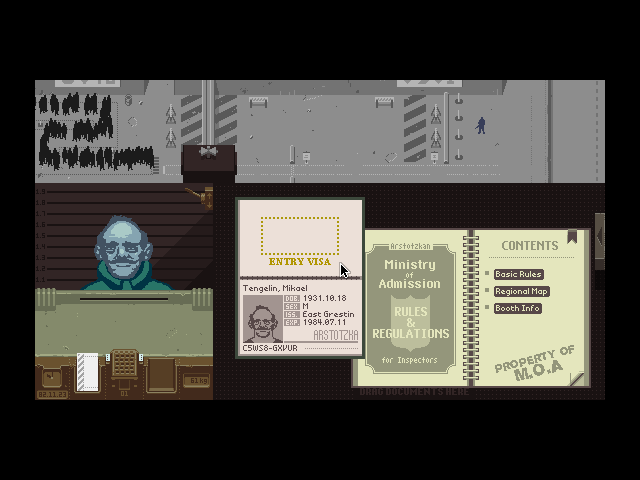 ENTRY VISA
Tengelin, Mikael
DOB 1931.10.18
SEX M
ISS. East Grestin
EXP. 1984.07.11
ARSTOTZKA
C5WS8-GXVUR
Arstotzkan
Ministry
of
Admission
RULES
&
REGULATIONS
for Inspectors
CONTENTS
Basic Rules
Regional Map
Booth Info
PROPERTY OF
M.O.A
DRAG DOCUMENTS HERE